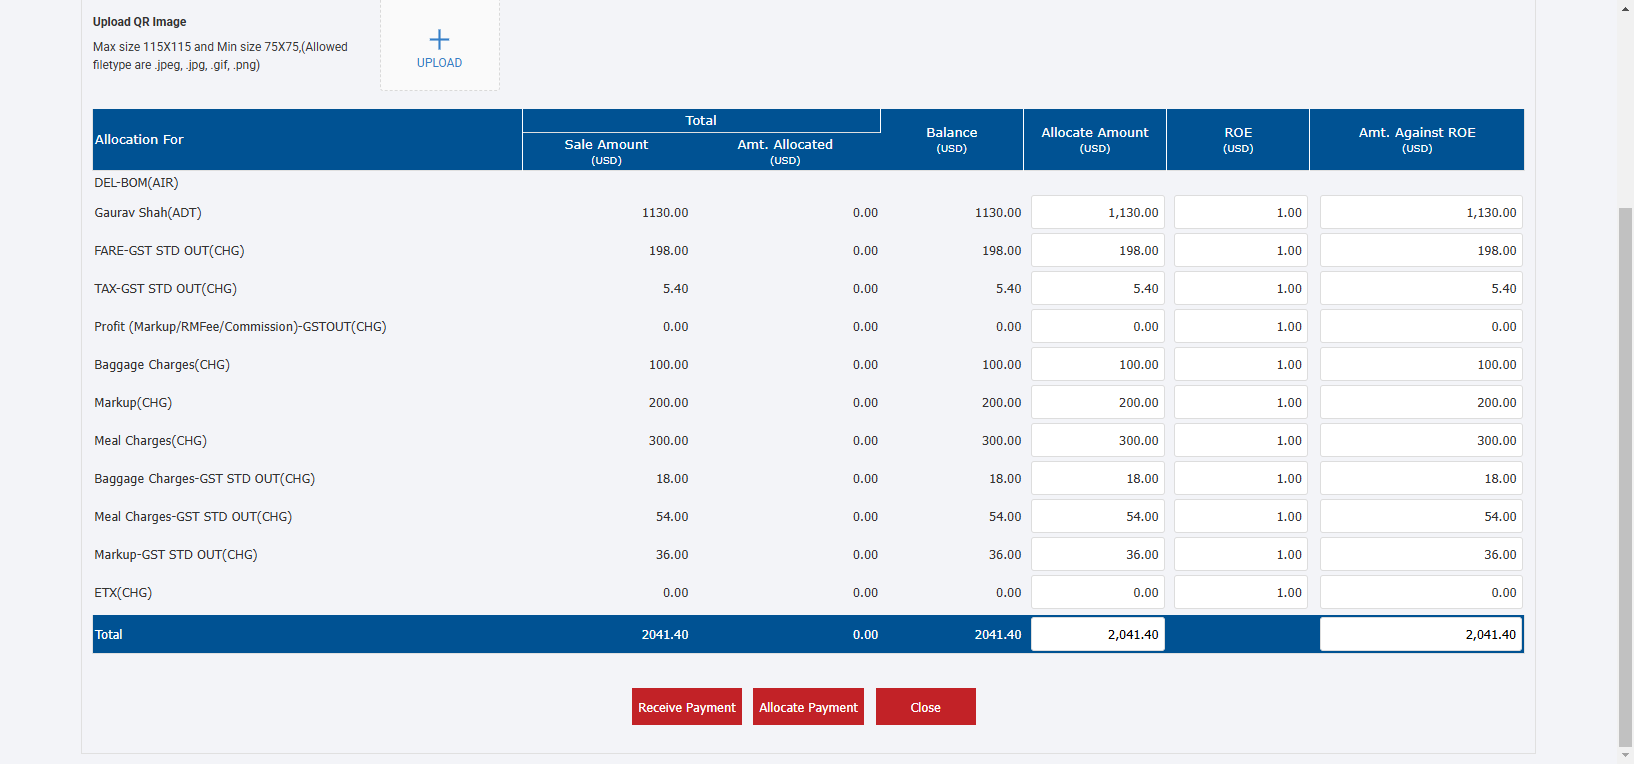 Upload QR Image
Max size 115X115 and Min size 75X75,(Allowed
filetype are .jpeg, .jpg, .gif, .png)
UPLOAD
Allocation For
Total
Sale Amount
(USD)
Amt. Allocated
(USD)
Balance
(USD)
Allocate Amount
(USD)
ROE
(USD)
Amt. Against ROE
(USD)
DEL-BOM(AIR)
Gaurav Shah(ADT) 1130.00 0.00 1130.00 1,130.00 1.00 1,130.00
FARE-GST STD OUT(CHG) 198.00 0.00 198.00 198.00 1.00 198.00
TAX-GST STD OUT(CHG) 5.40 0.00 5.40 5.40 1.00 5.40
Profit (Markup/RMFee/Commission)-GSTOUT(CHG) 0.00 0.00 0.00 0.00 1.00 0.00
Baggage Charges(CHG) 100.00 0.00 100.00 100.00 1.00 100.00
Markup(CHG) 200.00 0.00 200.00 200.00 1.00 200.00
Meal Charges(CHG) 300.00 0.00 300.00 300.00 1.00 300.00
Baggage Charges-GST STD OUT(CHG) 18.00 0.00 18.00 18.00 1.00 18.00
Meal Charges-GST STD OUT(CHG) 54.00 0.00 54.00 54.00 1.00 54.00
Markup-GST STD OUT(CHG) 36.00 0.00 36.00 36.00 1.00 36.00
ETX(CHG) 0.00 0.00 0.00 0.00 1.00 0.00
Total 2041.40 0.00 2041.40 2,041.40 2,041.40
Receive Payment Allocate Payment Close